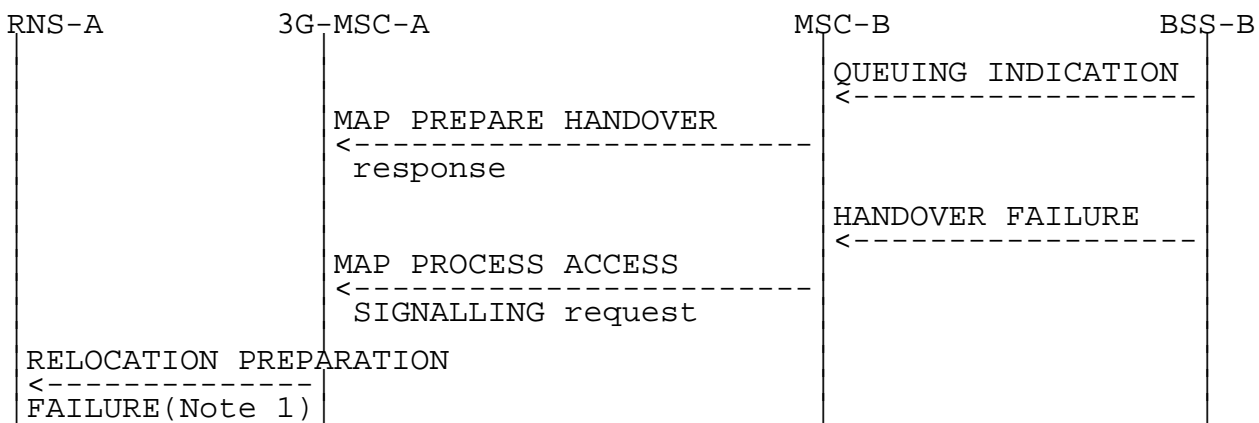 RNS-A 3G-MSC-A MSC-B BSS-B
QUEUING INDICATION
MAP PREPARE HANDOVER
response
HANDOVER FAILURE
MAP PROCESS ACCESS
SIGNALLING request
RELOCATION PREPARATION
FAILURE(Note 1)